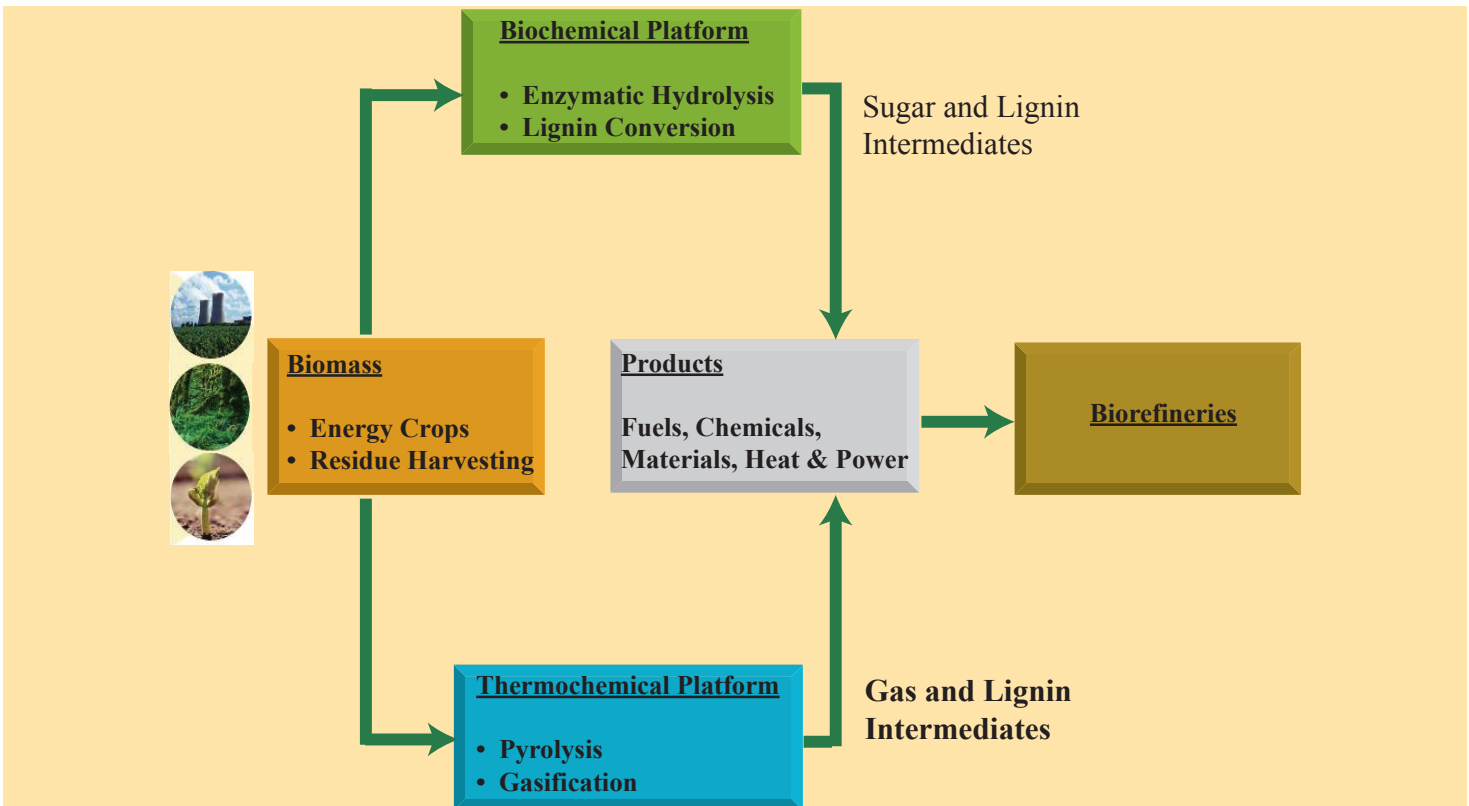 Biochemical Platform
• Enzymatic Hydrolysis
• Lignin Conversion
Sugar and Lignin
Intermediates
Biomass
• Energy Crops
• Residue Harvesting
Products
Fuels, Chemicals,
Materials, Heat & Power
Biorefineries
Thermochemical Platform
• Pyrolysis
• Gasification
Gas and Lignin
Intermediates